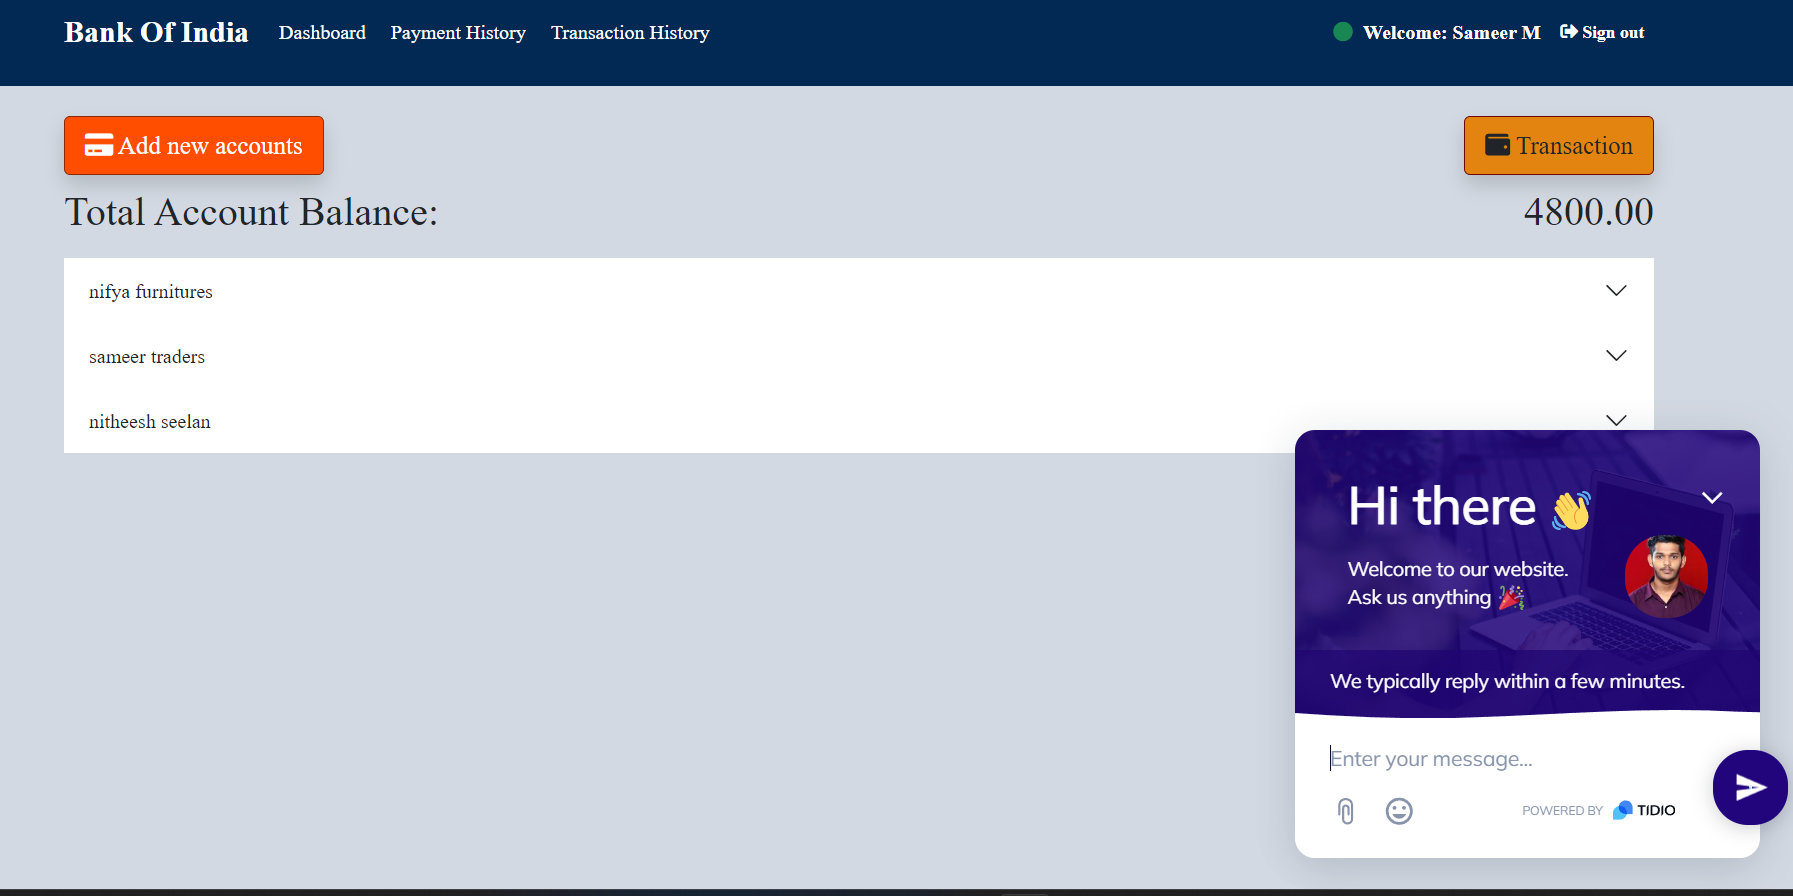 Bank Of India Dashboard Payment History Transaction History Welcome: Sameer M Sign out
Add new accounts Transaction
Total Account Balance: 4800.00
nifya furnitures
sameer traders
nitheesh seelan
Hi there 👋
Welcome to our website.
Ask us anything 🎉
We typically reply within a few minutes.
Enter your message...
POWERED BY TIDIO